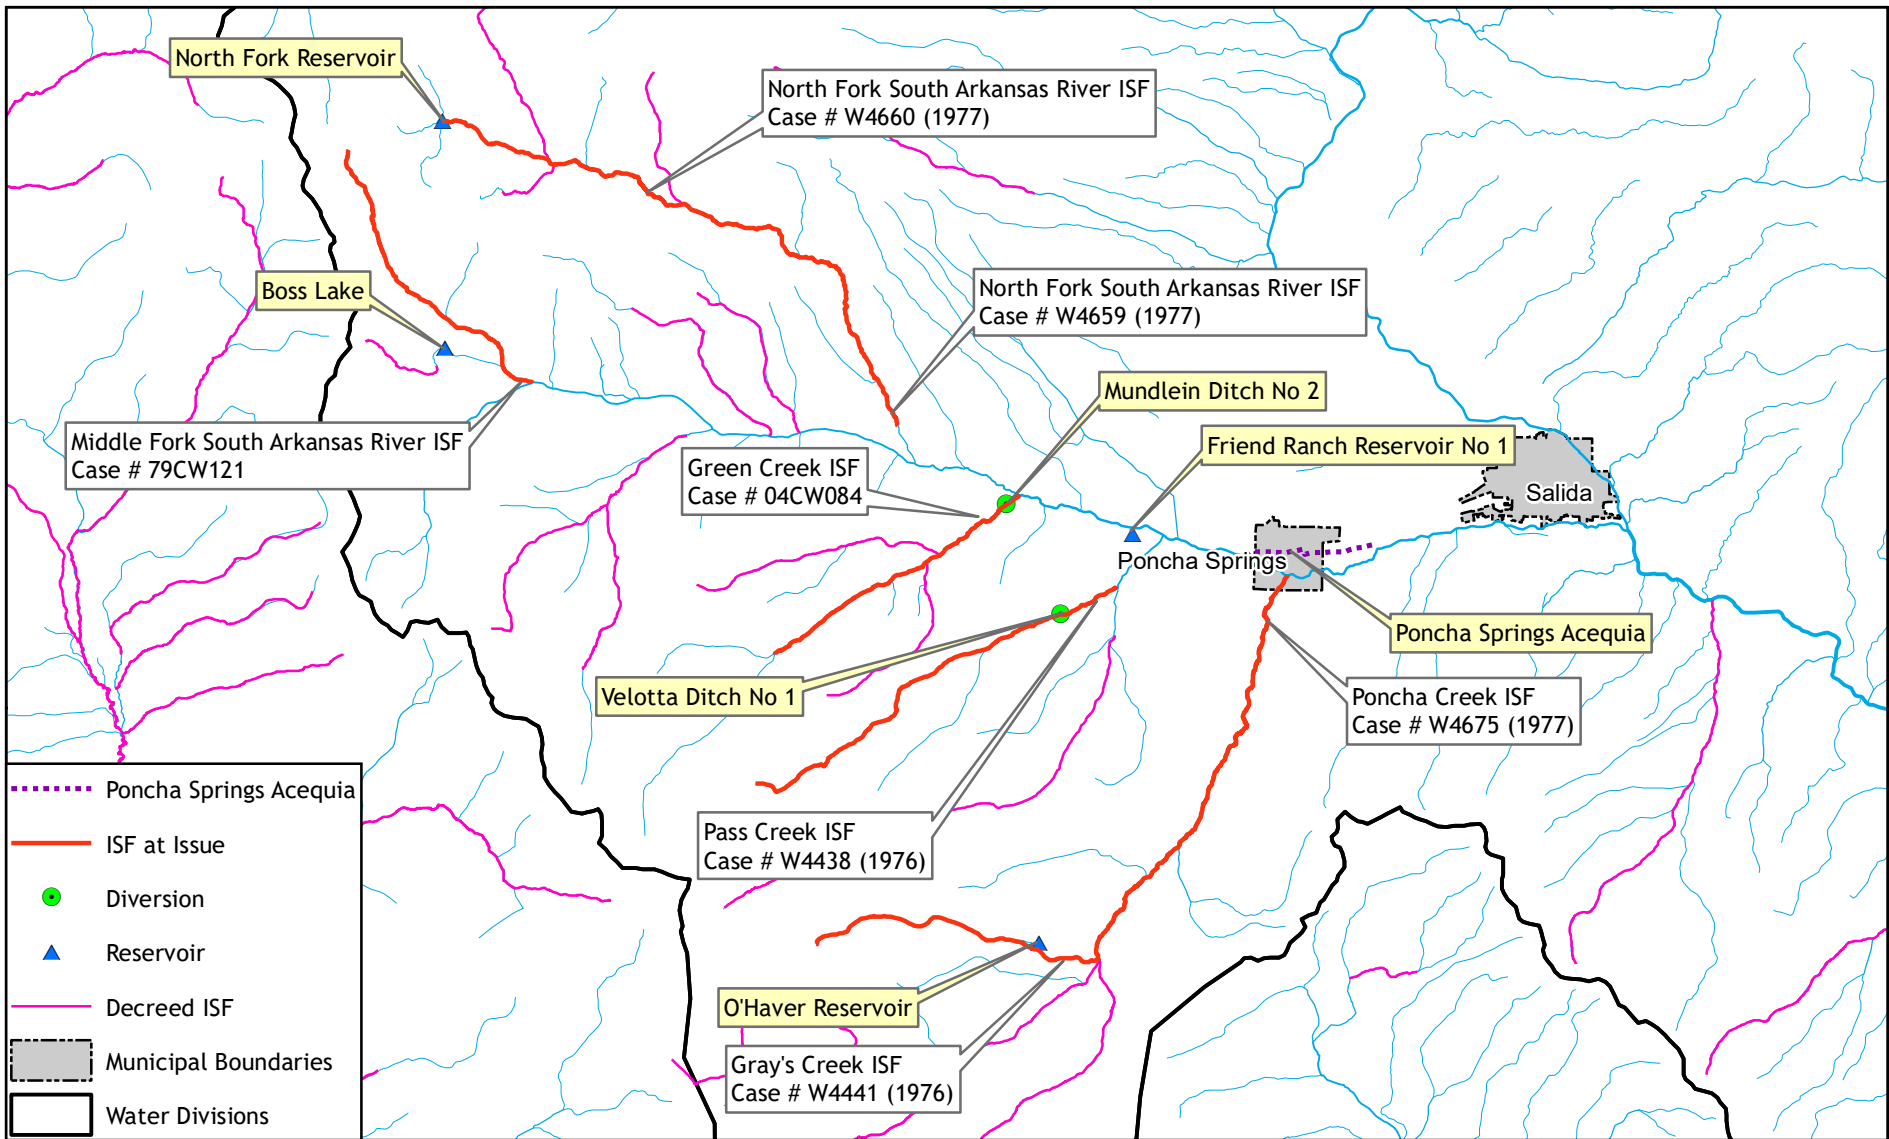 North Fork Reservoir
North Fork South Arkansas River ISF
Case # W4660 (1977)
Boss Lake
North Fork South Arkansas River ISF
Case # W4659 (1977)
Mundlein Ditch No 2
Middle Fork South Arkansas River ISF
Case # 79CW121
Green Creek ISF
Case # 04CW084
Friend Ranch Reservoir No 1
Salida
Poncha Springs
Poncha Springs Acequia
Velotta Ditch No 1
Poncha Creek ISF
Case # W4675 (1977)
Pass Creek ISF
Case # W4438 (1976)
O'Haver Reservoir
Gray's Creek ISF
Case # W4441 (1976)
Poncha Springs Acequia
ISF at Issue
Diversion
Reservoir
Decreed ISF
Municipal Boundaries
Water Divisions